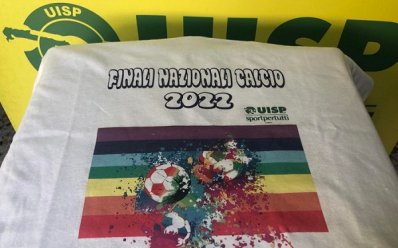 UISP
UISP
FINALI NAZIONALI CALCIO
2022
UISP
sportpertutti